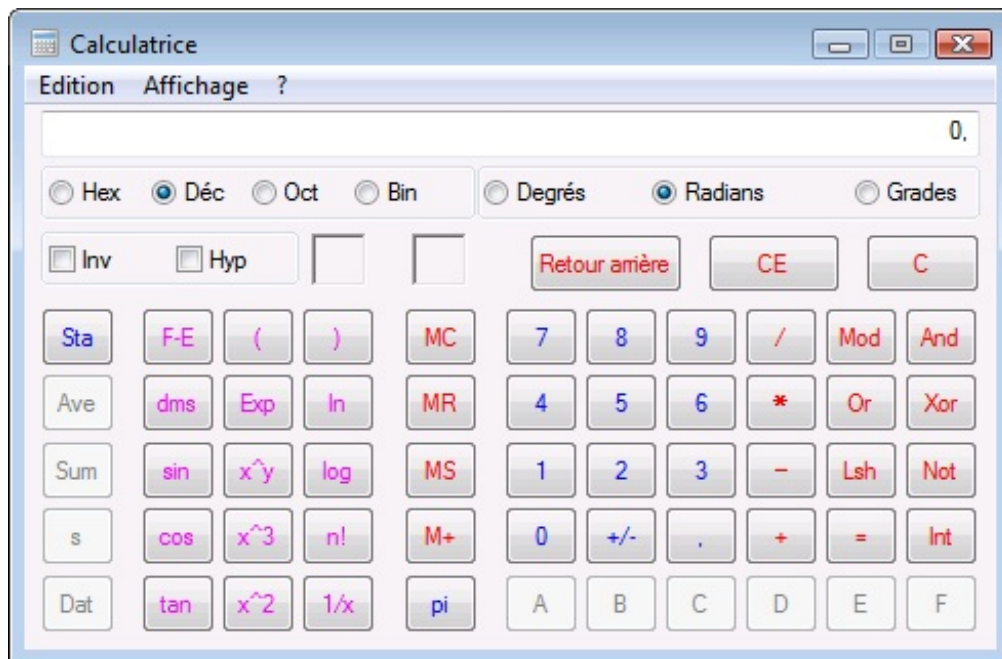 Calculatrice
Edition Affichage ?
0,
Hex Déc Oct Bin Degrés Radians Grades
Inv Hyp Retour arrière CE C
Sta F-E ( ) MC 7 8 9 / Mod And
Ave dms Exp ln MR 4 5 6 * Or Xor
Sum sin x^y log MS 1 2 3 - Lsh Not
s cos x^3 n! M+ 0 +/- , + = Int
Dat tan x^2 1/x pi A B C D E F